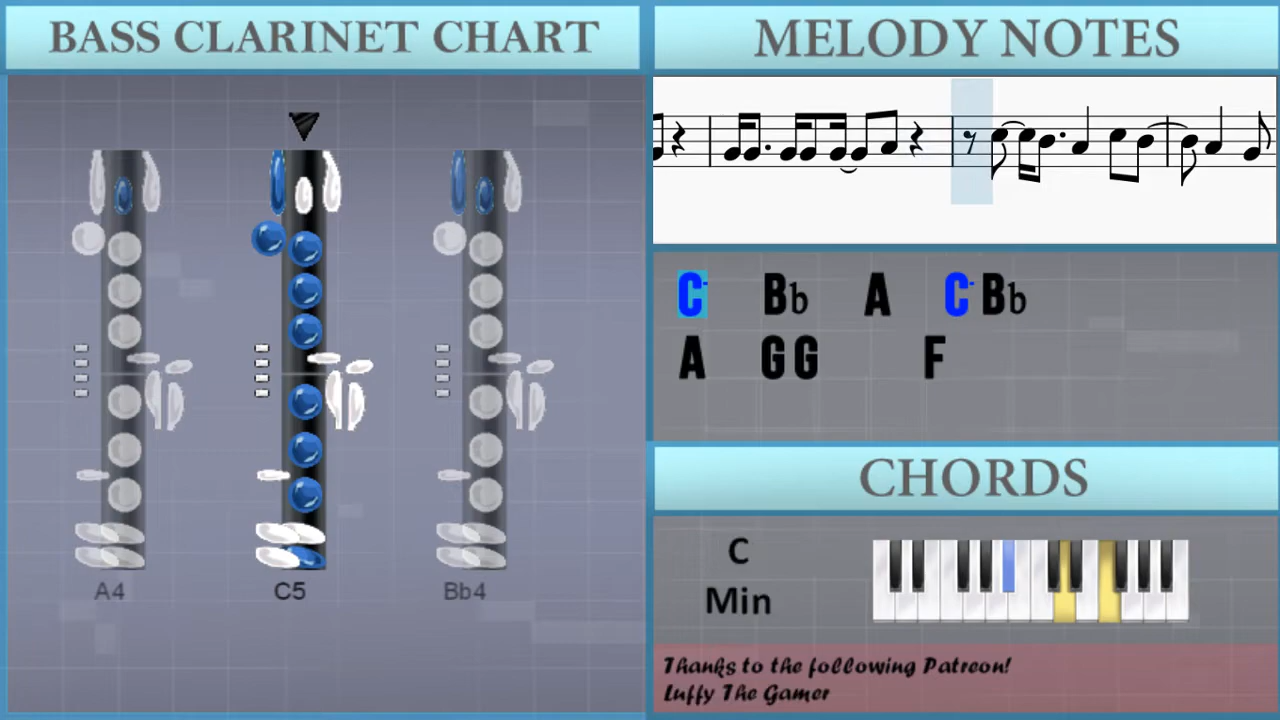 BASS CLARINET CHART
MELODY NOTES
C- Bb A C- Bb
A G G F
A4 C5 Bb4
CHORDS
C
Min
Thanks to the following Patreon!
Luffy The Gamer